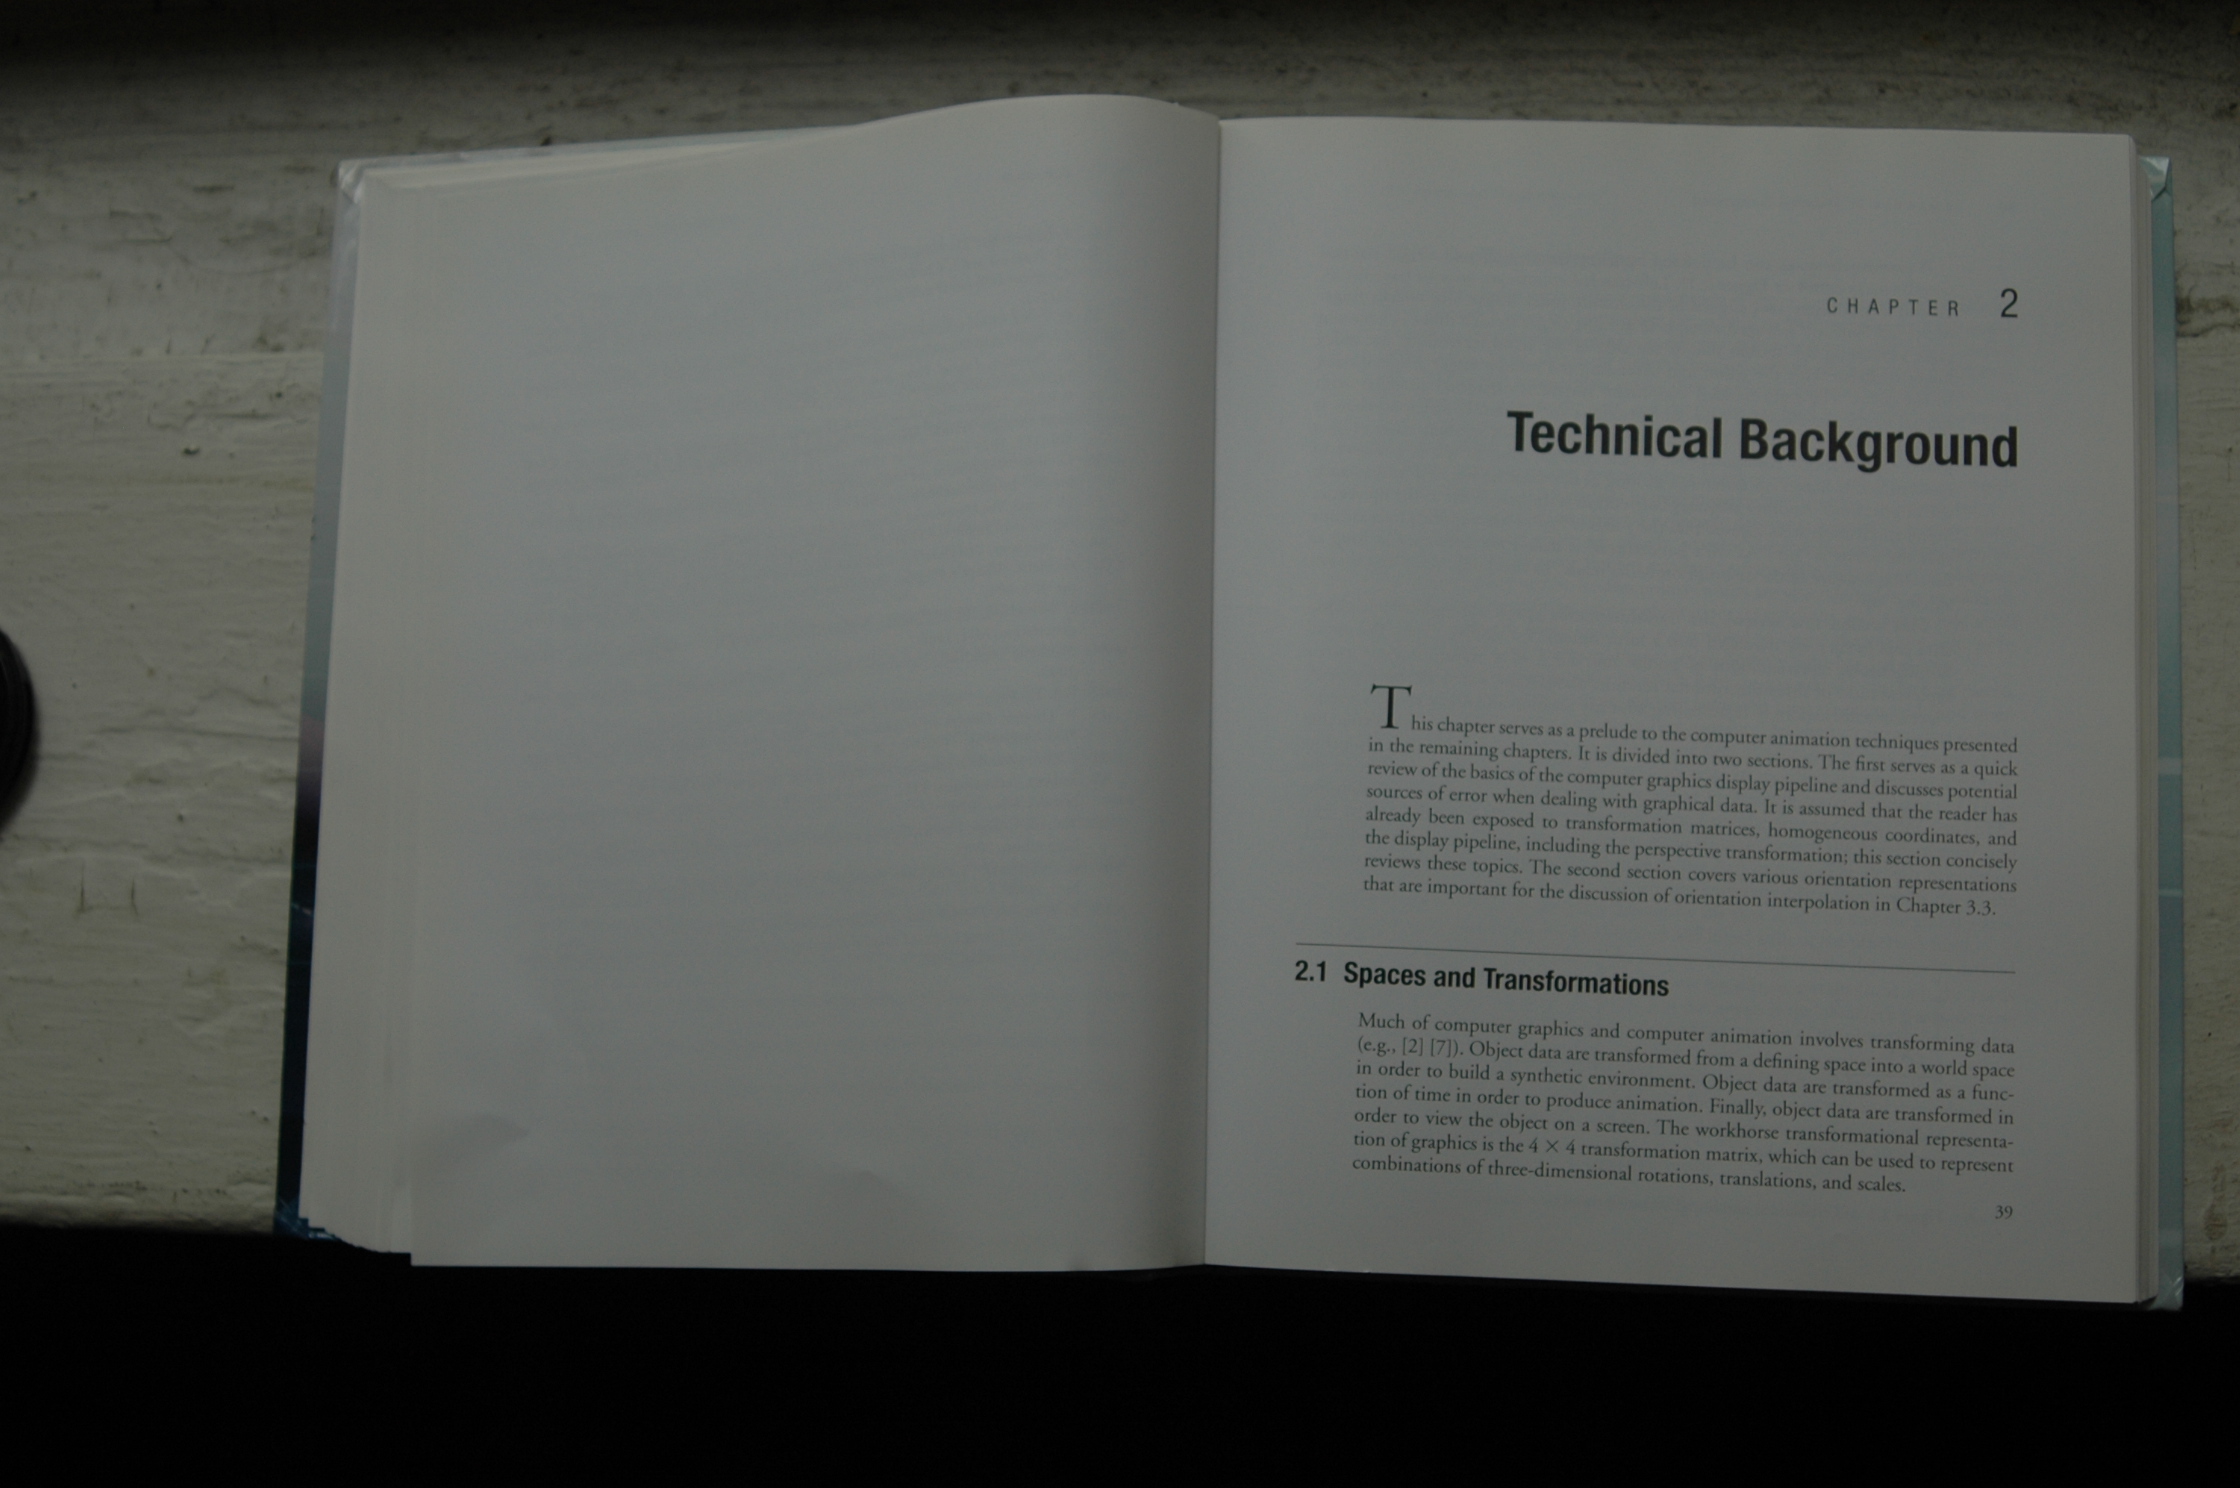 CHAPTER 2
Technical Background
This chapter serves as a prelude to the computer animation techniques presented
in the remaining chapters. It is divided into two sections. The first serves as a quick
review of the basics of the computer graphics display pipeline and discusses potential
sources of error when dealing with graphical data. It is assumed that the reader has
already been exposed to transformation matrices, homogeneous coordinates, and
the display pipeline, including the perspective transformation; this section concisely
reviews these topics. The second section covers various orientation representations
that are important for the discussion of orientation interpolation in Chapter 3.3.
2.1 Spaces and Transformations
Much of computer graphics and computer animation involves transforming data
(e.g., [2] [7]). Object data are transformed from a defining space into a world space
in order to build a synthetic environment. Object data are transformed as a func-
tion of time in order to produce animation. Finally, object data are transformed in
order to view the object on a screen. The workhorse transformational representa-
tion of graphics is the 4 × 4 transformation matrix, which can be used to represent
combinations of three-dimensional rotations, translations, and scales.
39